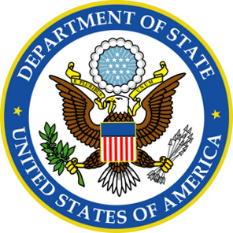 DEPARTMENT OF STATE
UNITED STATES OF AMERICA